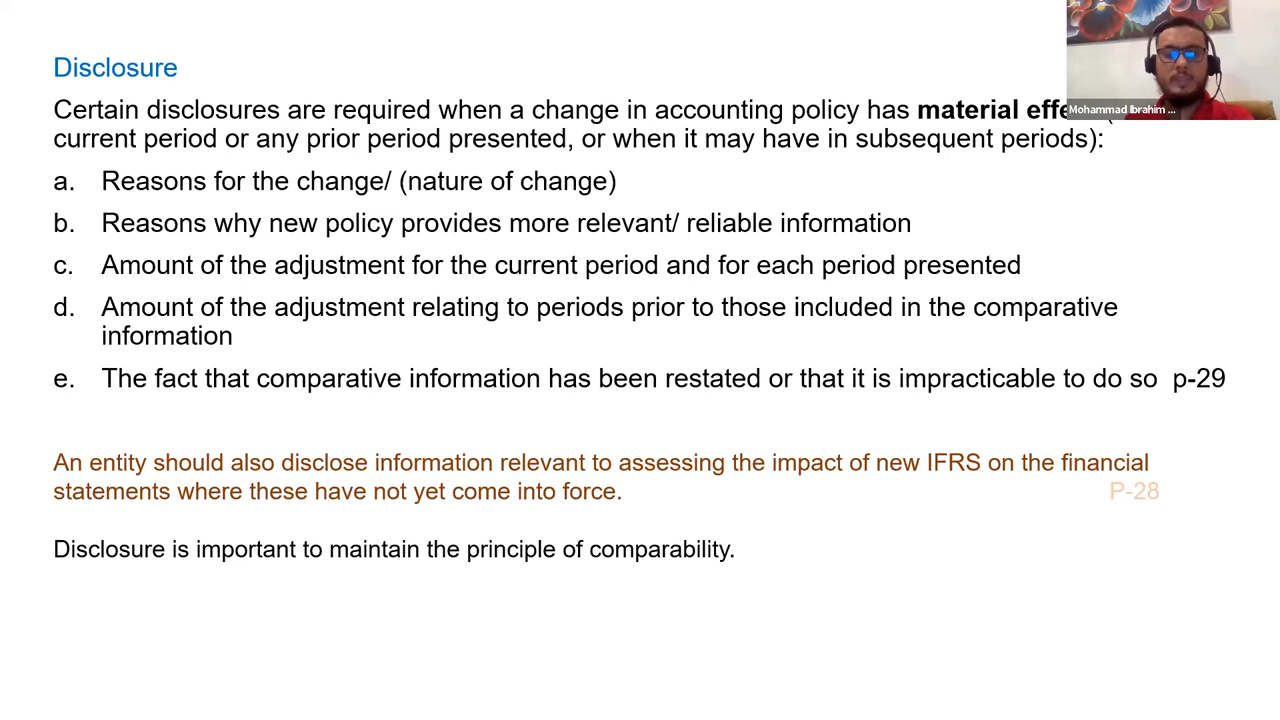 Disclosure
Certain disclosures are required when a change in accounting policy has material effe
current period or any prior period presented, or when it may have in subsequent periods):
a. Reasons for the change/ (nature of change)
b. Reasons why new policy provides more relevant/ reliable information
c. Amount of the adjustment for the current period and for each period presented
d. Amount of the adjustment relating to periods prior to those included in the comparative
information
e. The fact that comparative information has been restated or that it is impracticable to do so p-29
An entity should also disclose information relevant to assessing the impact of new IFRS on the financial
statements where these have not yet come into force. P-28
Disclosure is important to maintain the principle of comparability.
Mohammad Ibrahim ...